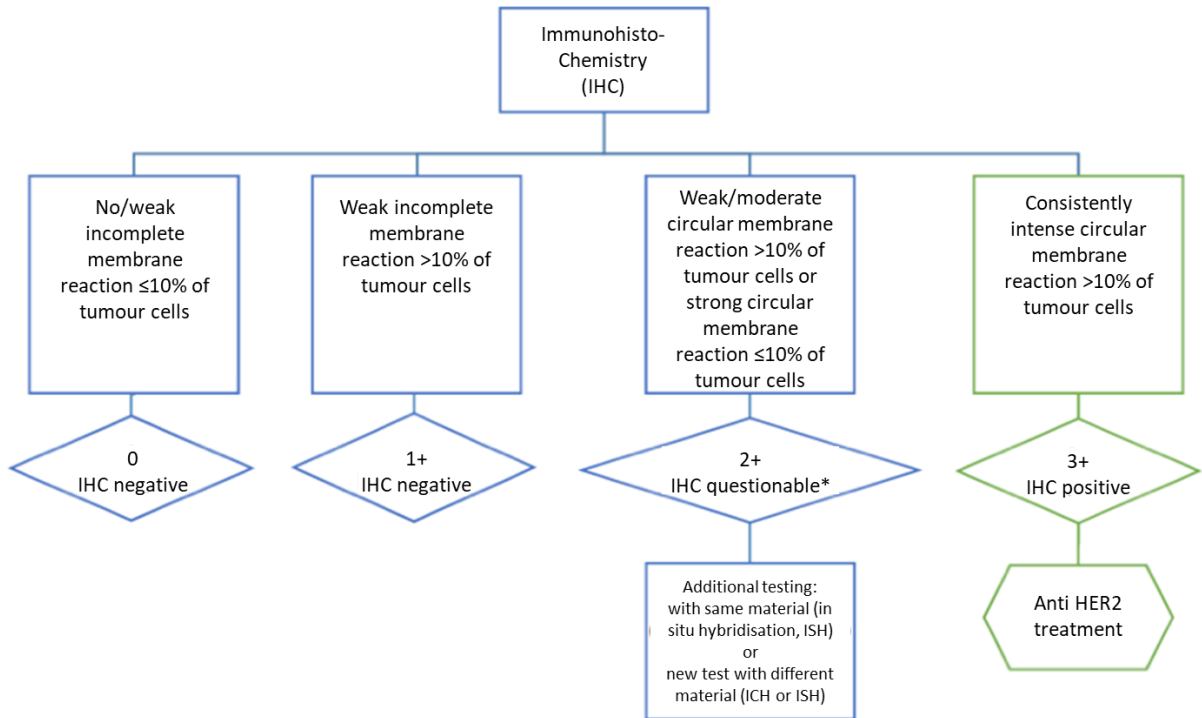 Immunohisto-
Chemistry
(IHC)
No/weak
incomplete
membrane
reaction ≤10% of
tumour cells
Weak incomplete
membrane
reaction >10% of
tumour cells
Weak/moderate
circular membrane
reaction >10% of
tumour cells or
strong circular
membrane
reaction ≤10% of
tumour cells
Consistently
intense circular
membrane
reaction >10% of
tumour cells
0
IHC negative
1+
IHC negative
2+
IHC questionable*
3+
IHC positive
Additional testing:
with same material (in
situ hybridisation, ISH)
or
new test with different
material (ICH or ISH)
Anti HER2
treatment